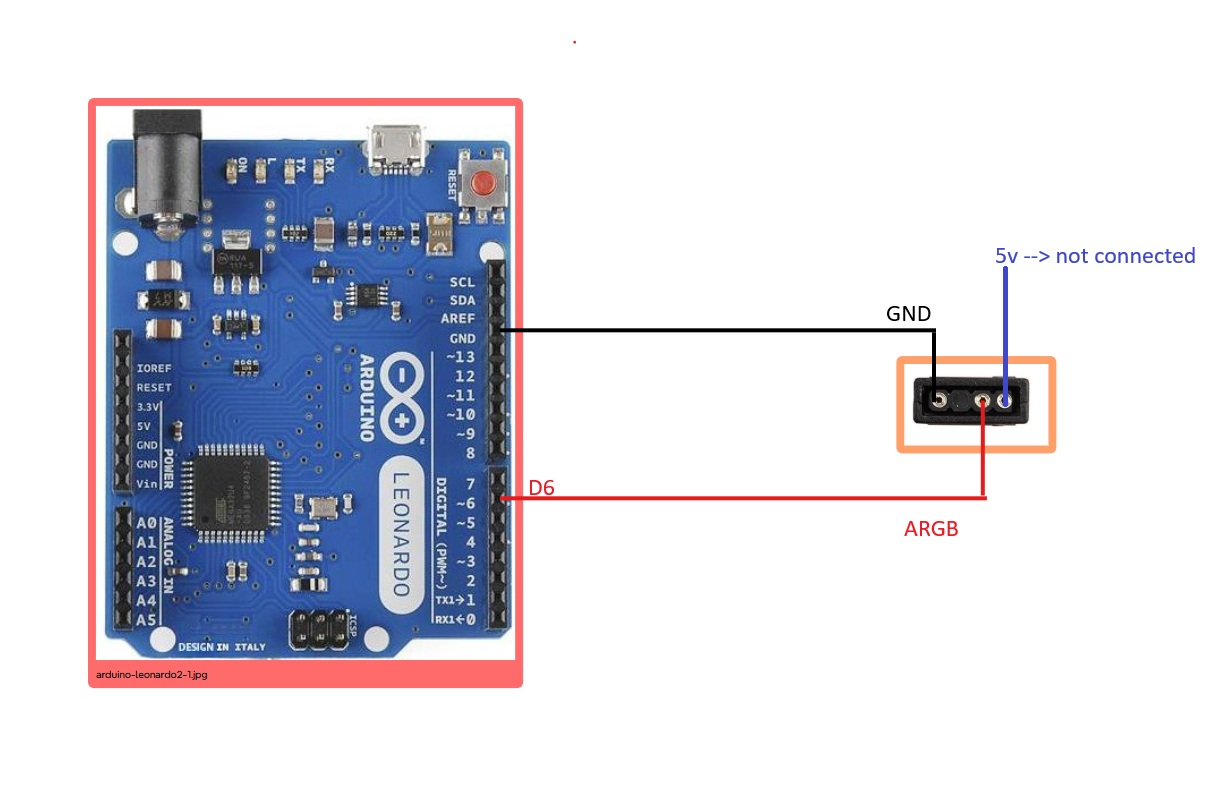 5v --> not connected
GND
D6
ARGB
ON
L
TX
RX
RESET
SCL
SDA
AREF
GND
~13
12
~11
~10
~9
8
7
~6
~5
4
~3
2
TX1→1
RX1←0
DIGITAL (PWM~)
ARDUINO
LEONARDO
IOREF
RESET
3.3V
5V
GND
GND
Vin
POWER
A0
A1
A2
A3
A4
A5
ANALOG IN
ICSP
DESIGN IN ITALY
arduino-leonardo2-1.jpg